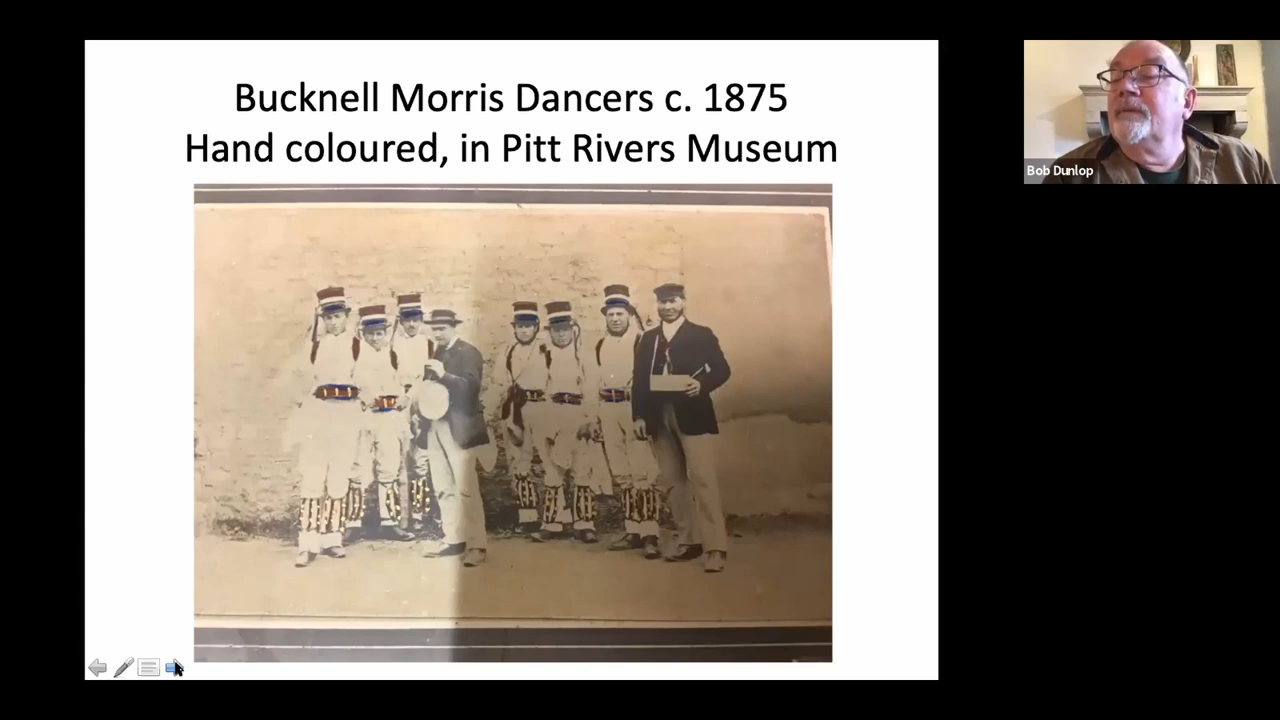 Bucknell Morris Dancers c. 1875
Hand coloured, in Pitt Rivers Museum
Bob Dunlop